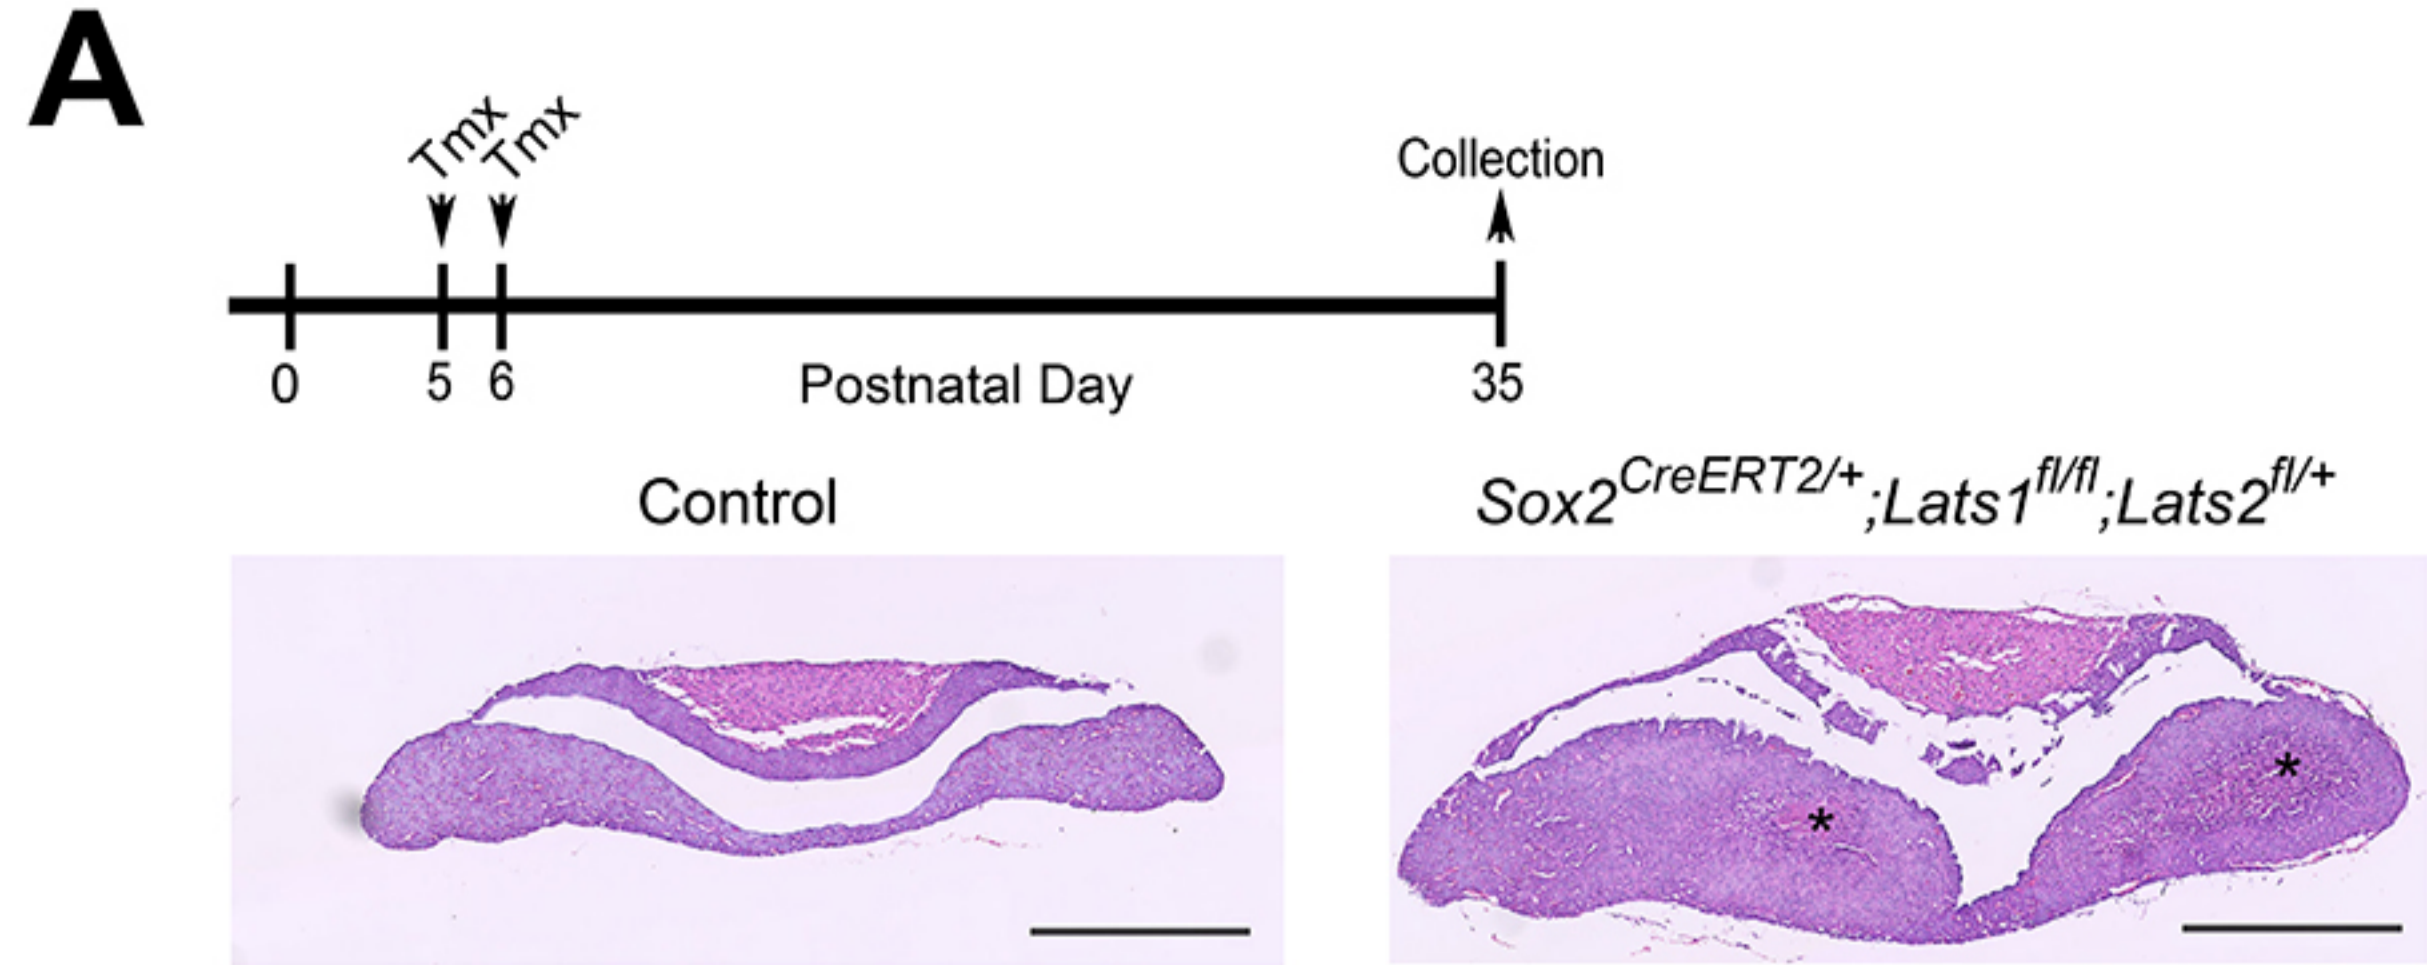 A
Tmx Tmx
Collection
0 5 6 Postnatal Day 35
Control
Sox2CreERT2/+;Lats1fl/fl;Lats2fl/+
* *